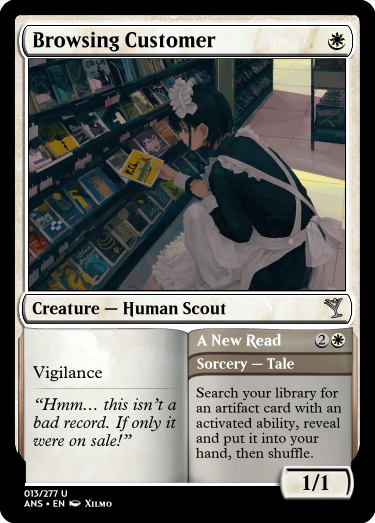 Browsing Customer
Creature — Human Scout
Vigilance
“Hmm… this isn’t a
bad record. If only it
were on sale!”
A New Read 2
Sorcery — Tale
Search your library for
an artifact card with an
activated ability, reveal
and put it into your
hand, then shuffle.
1/1
013/277 U
ANS • EN Xilmo